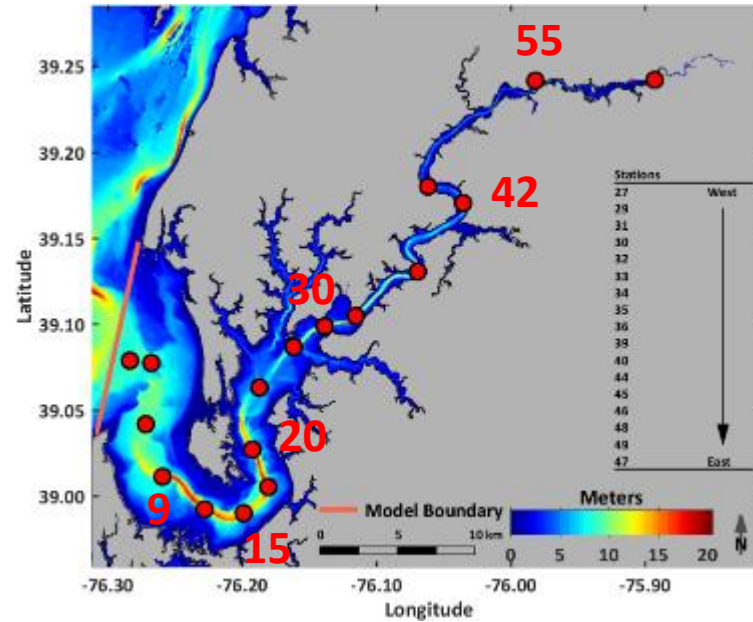 39.25
39.20
39.15
39.10
39.05
39.00
Latitude
55
42
30
20
9
15
Stations
27 West
29
31
30
32
33
34
35
36
39
40
44
45
46
48
49
47 East
Model Boundary
0 5 10 km
Meters
0 5 10 15 20
N
-76.30 -76.20 -76.10 -76.00 -75.90
Longitude